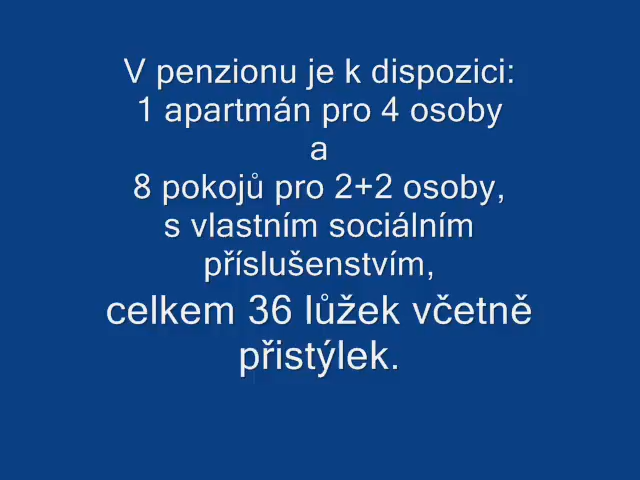 V penzionu je k dispozici:
1 apartmán pro 4 osoby
a
8 pokojů pro 2+2 osoby,
s vlastním sociálním
příslušenstvím,
celkem 36 lůžek včetně
přistýlek.